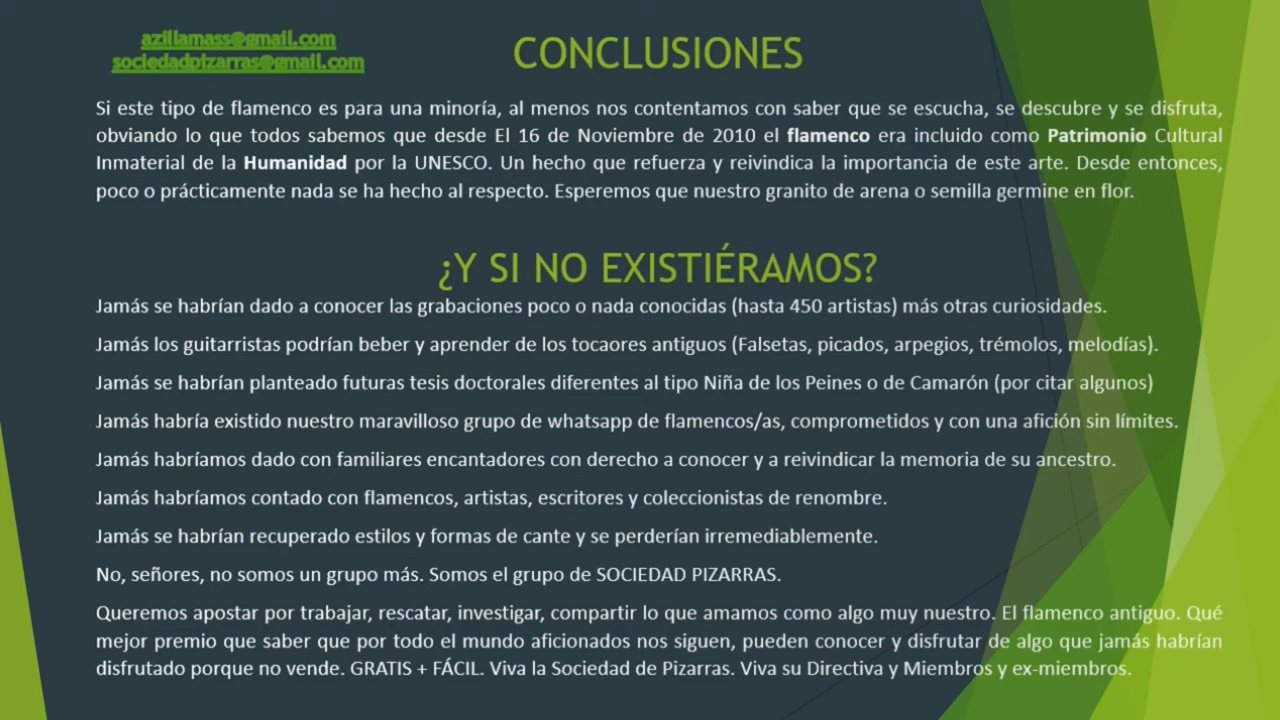 azillamass@gmail.com
sociedadpizarras@gmail.com
CONCLUSIONES
Si este tipo de flamenco es para una minoría, al menos nos contentamos con saber que se escucha, se descubre y se disfruta,
obviando lo que todos sabemos que desde El 16 de Noviembre de 2010 el flamenco era incluido como Patrimonio Cultural
Inmaterial de la Humanidad por la UNESCO. Un hecho que refuerza y reivindica la importancia de este arte. Desde entonces,
poco o prácticamente nada se ha hecho al respecto. Esperemos que nuestro granito de arena o semilla germine en flor.
¿Y SI NO EXISTIÉRAMOS?
Jamás se habrían dado a conocer las grabaciones poco o nada conocidas (hasta 450 artistas) más otras curiosidades.
Jamás los guitarristas podrían beber y aprender de los tocaores antiguos (Falsetas, picados, arpegios, trémolos, melodías).
Jamás se habrían planteado futuras tesis doctorales diferentes al tipo Niña de los Peines o de Camarón (por citar algunos)
Jamás habría existido nuestro maravilloso grupo de whatsapp de flamencos/as, comprometidos y con una afición sin límites.
Jamás habríamos dado con familiares encantadores con derecho a conocer y a reivindicar la memoria de su ancestro.
Jamás habríamos contado con flamencos, artistas, escritores y coleccionistas de renombre.
Jamás se habrían recuperado estilos y formas de cante y se perderían irremediablemente.
No, señores, no somos un grupo más. Somos el grupo de SOCIEDAD PIZARRAS.
Queremos apostar por trabajar, rescatar, investigar, compartir lo que amamos como algo muy nuestro. El flamenco antiguo. Qué
mejor premio que saber que por todo el mundo aficionados nos siguen, pueden conocer y disfrutar de algo que jamás habrían
disfrutado porque no vende. GRATIS + FÁCIL. Viva la Sociedad de Pizarras. Viva su Directiva y Miembros y ex-miembros.